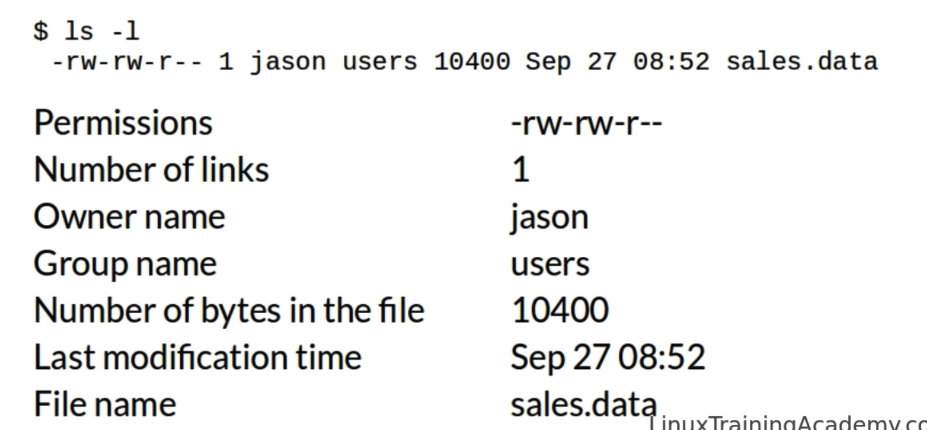 $ ls -l
-rw-rw-r-- 1 jason users 10400 Sep 27 08:52 sales.data
Permissions -rw-rw-r--
Number of links 1
Owner name jason
Group name users
Number of bytes in the file 10400
Last modification time Sep 27 08:52
File name sales.data
LinuxTrainingAcademy.co